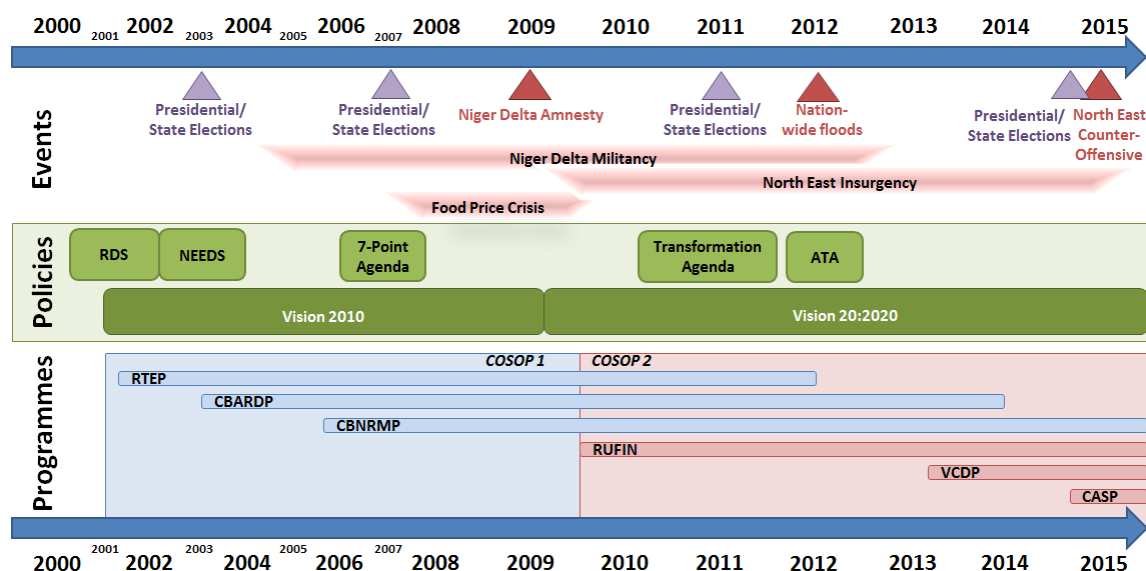 2000 2001 2002 2003 2004 2005 2006 2007 2008 2009 2010 2011 2012 2013 2014 2015
Events
Presidential/
State Elections
Presidential/
State Elections
Niger Delta Amnesty
Presidential/
State Elections
Nation-
wide floods
Presidential/
State Elections
North East
Counter-
Offensive
Niger Delta Militancy
North East Insurgency
Food Price Crisis
Policies
RDS
NEEDS
7-Point
Agenda
Transformation
Agenda
ATA
Vision 2010
Vision 20:2020
Programmes
COSOP 1
COSOP 2
RTEP
CBARDP
CBNRMP
RUFIN
VCDP
CASP
2000 2001 2002 2003 2004 2005 2006 2007 2008 2009 2010 2011 2012 2013 2014 2015